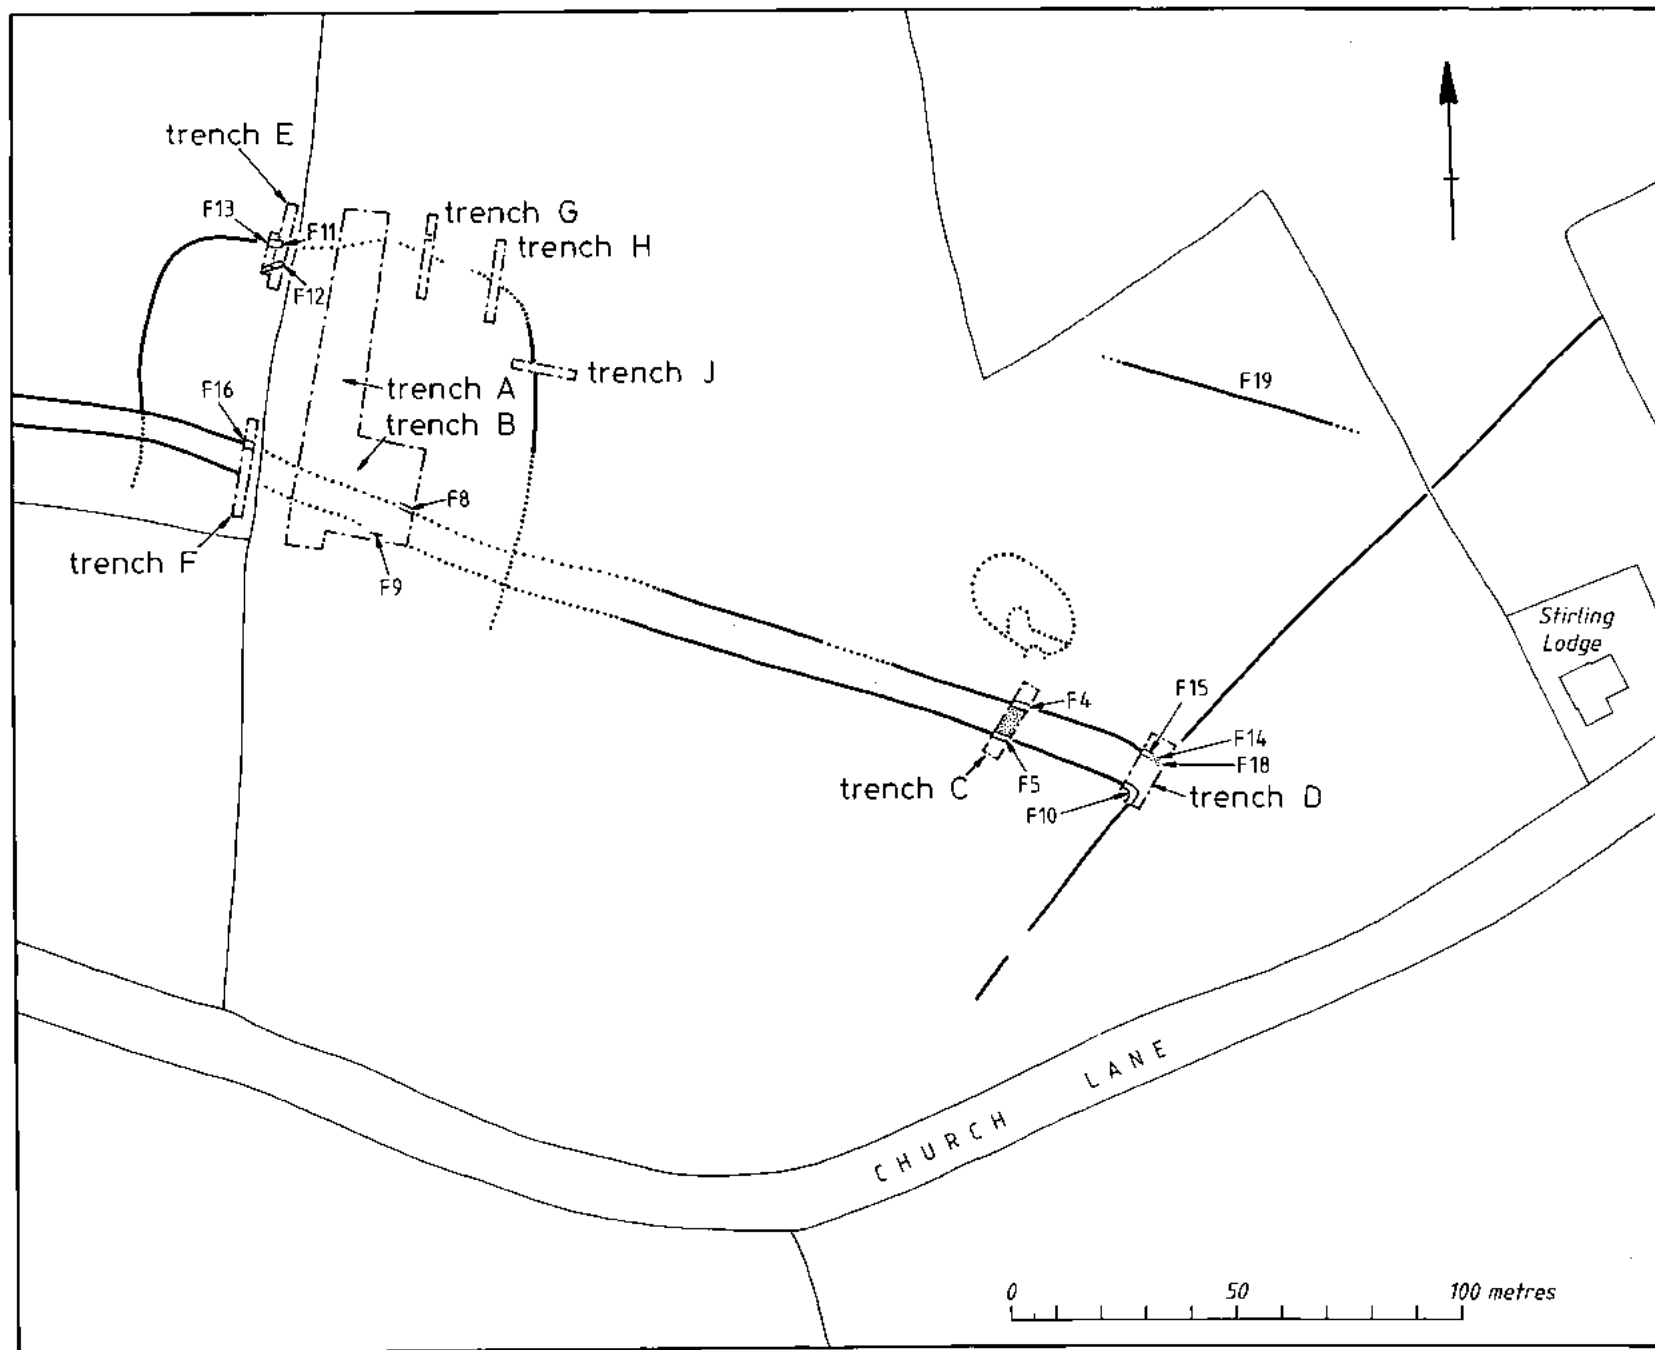 trench E
F13
F11
trench G
trench H
F12
trench J
F19
trench A
F16
trench B
F8
trench F
F9
Stirling
Lodge
F4
F15
F14
F18
trench C
F5
F10
trench D
CHURCH LANE
0 50 100 metres